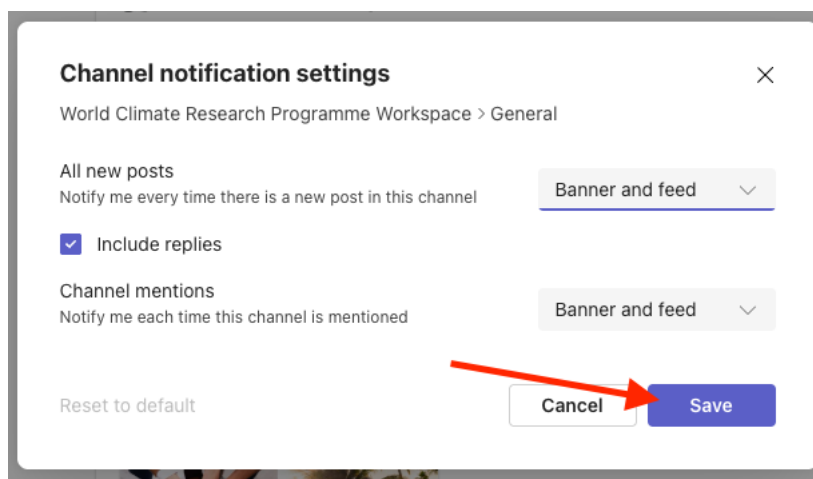 Channel notification settings
World Climate Research Programme Workspace > General
All new posts
Notify me every time there is a new post in this channel
Banner and feed
Include replies
Channel mentions
Notify me each time this channel is mentioned
Banner and feed
Reset to default
Cancel
Save